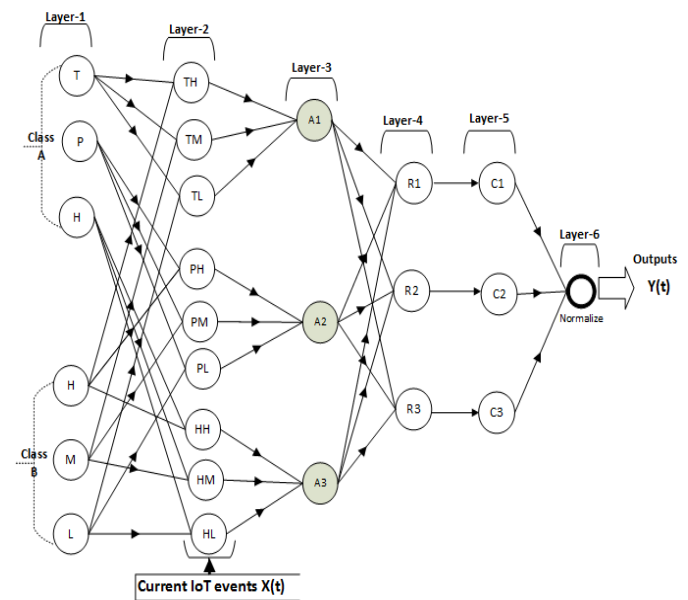 Layer-1
Layer-2
Layer-3
Layer-4
Layer-5
Layer-6
Class A
T
P
H
Class B
H
M
L
TH
TM
TL
PH
PM
PL
HH
HM
HL
A1
A2
A3
R1
R2
R3
C1
C2
C3
Normalize
Outputs
Y(t)
Current IoT events X(t)